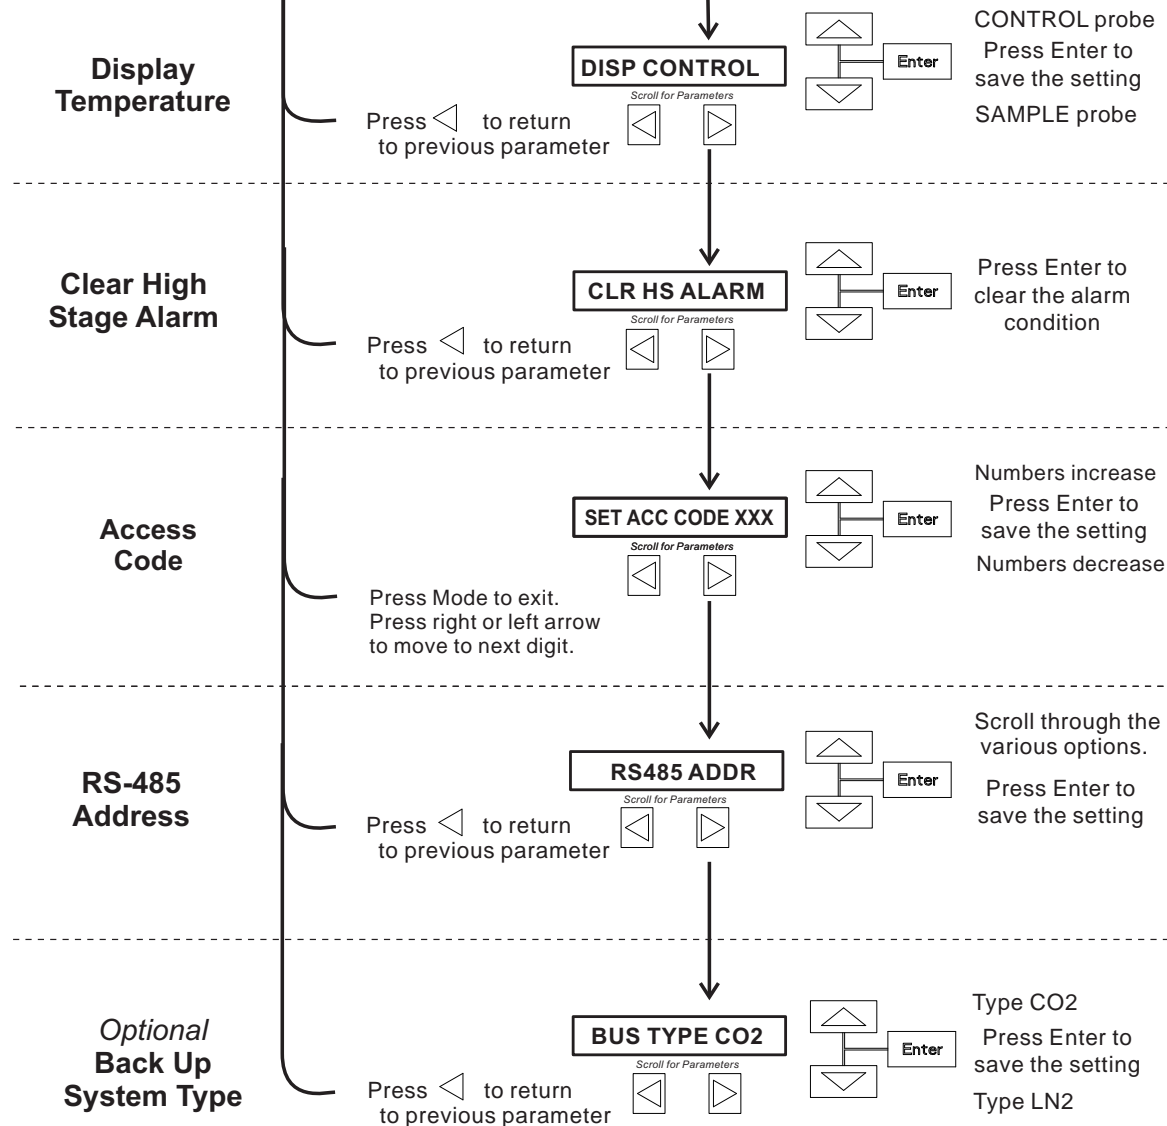 Display
Temperature
DISP CONTROL
Scroll for Parameters
Press to return
to previous parameter
Enter
CONTROL probe
Press Enter to
save the setting
SAMPLE probe
Clear High
Stage Alarm
CLR HS ALARM
Scroll for Parameters
Press to return
to previous parameter
Enter
Press Enter to
clear the alarm
condition
Access
Code
SET ACC CODE XXX
Scroll for Parameters
Press Mode to exit.
Press right or left arrow
to move to next digit.
Enter
Numbers increase
Press Enter to
save the setting
Numbers decrease
RS-485
Address
RS485 ADDR
Scroll for Parameters
Press to return
to previous parameter
Enter
Scroll through the
various options.
Press Enter to
save the setting
Optional
Back Up
System Type
BUS TYPE CO2
Scroll for Parameters
Press to return
to previous parameter
Enter
Type CO2
Press Enter to
save the setting
Type LN2